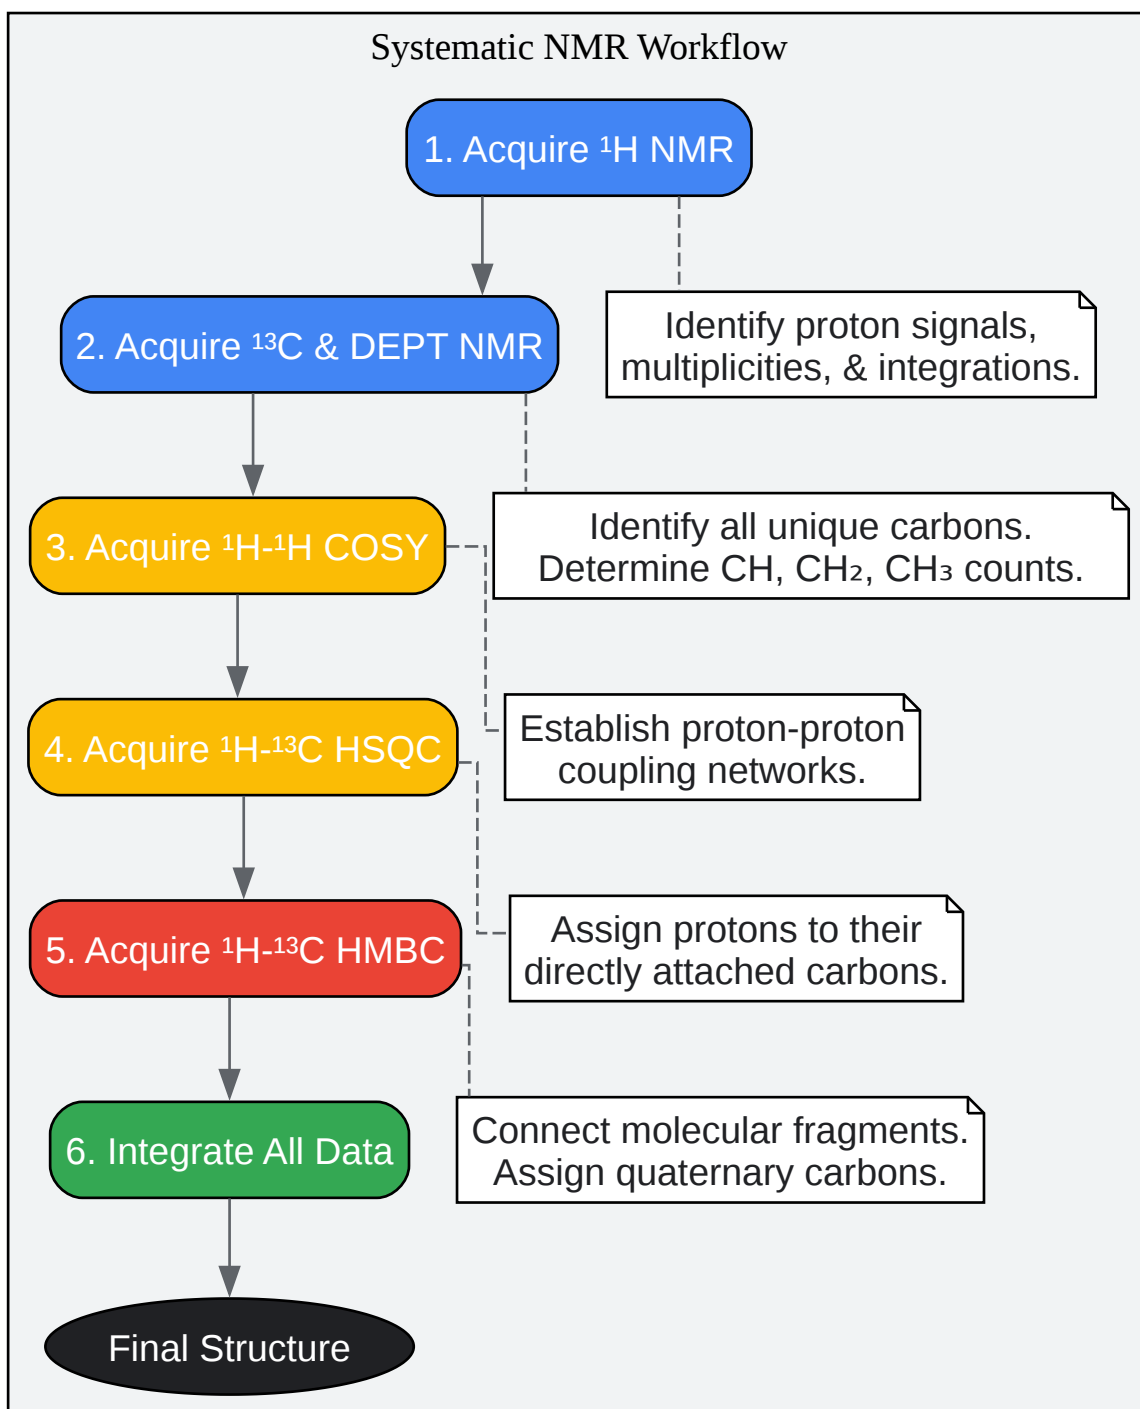 Systematic NMR Workflow
1. Acquire ¹H NMR
Identify proton signals,
multiplicities, & integrations.
2. Acquire ¹³C & DEPT NMR
Identify all unique carbons.
Determine CH, CH₂, CH₃ counts.
3. Acquire ¹H-¹H COSY
Establish proton-proton
coupling networks.
4. Acquire ¹H-¹³C HSQC
Assign protons to their
directly attached carbons.
5. Acquire ¹H-¹³C HMBC
Connect molecular fragments.
Assign quaternary carbons.
6. Integrate All Data
Final Structure